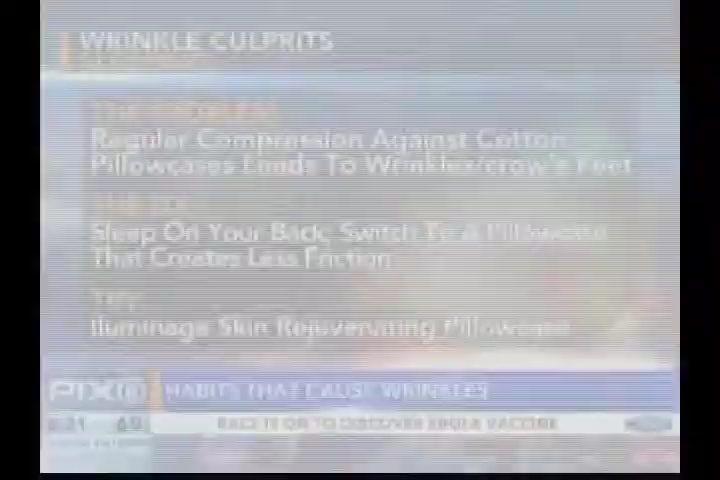 WRINKLE CULPRITS
THE PROBLEM:
Regular Compression Against Cotton
Pillowcases Leads To Wrinkles/crow's Feet
THE FIX:
Sleep On Your Back, Switch To A Pillowcase
That Creates Less Friction
TRY:
Iluminage Skin Rejuvenating Pillowcase
PIX11
HABITS THAT CAUSE WRINKLES
RACE IS ON TO DISCOVER EBOLA VACCINE